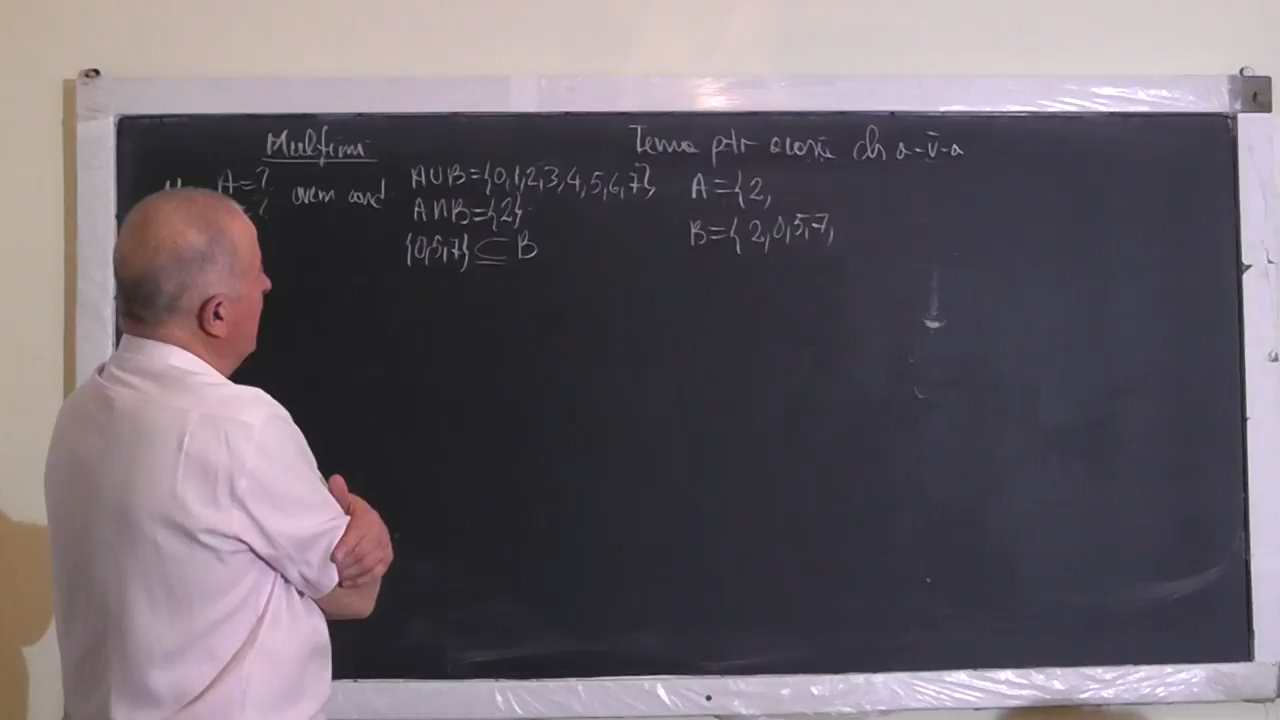 Mulțimi
Tema ptr acasă cls a-V-a
A=? avem cond
A∪B={0,1,2,3,4,5,6,7}
A∩B={2}
{0,5,7}⊆B
A={2,
B={2,0,5,7,